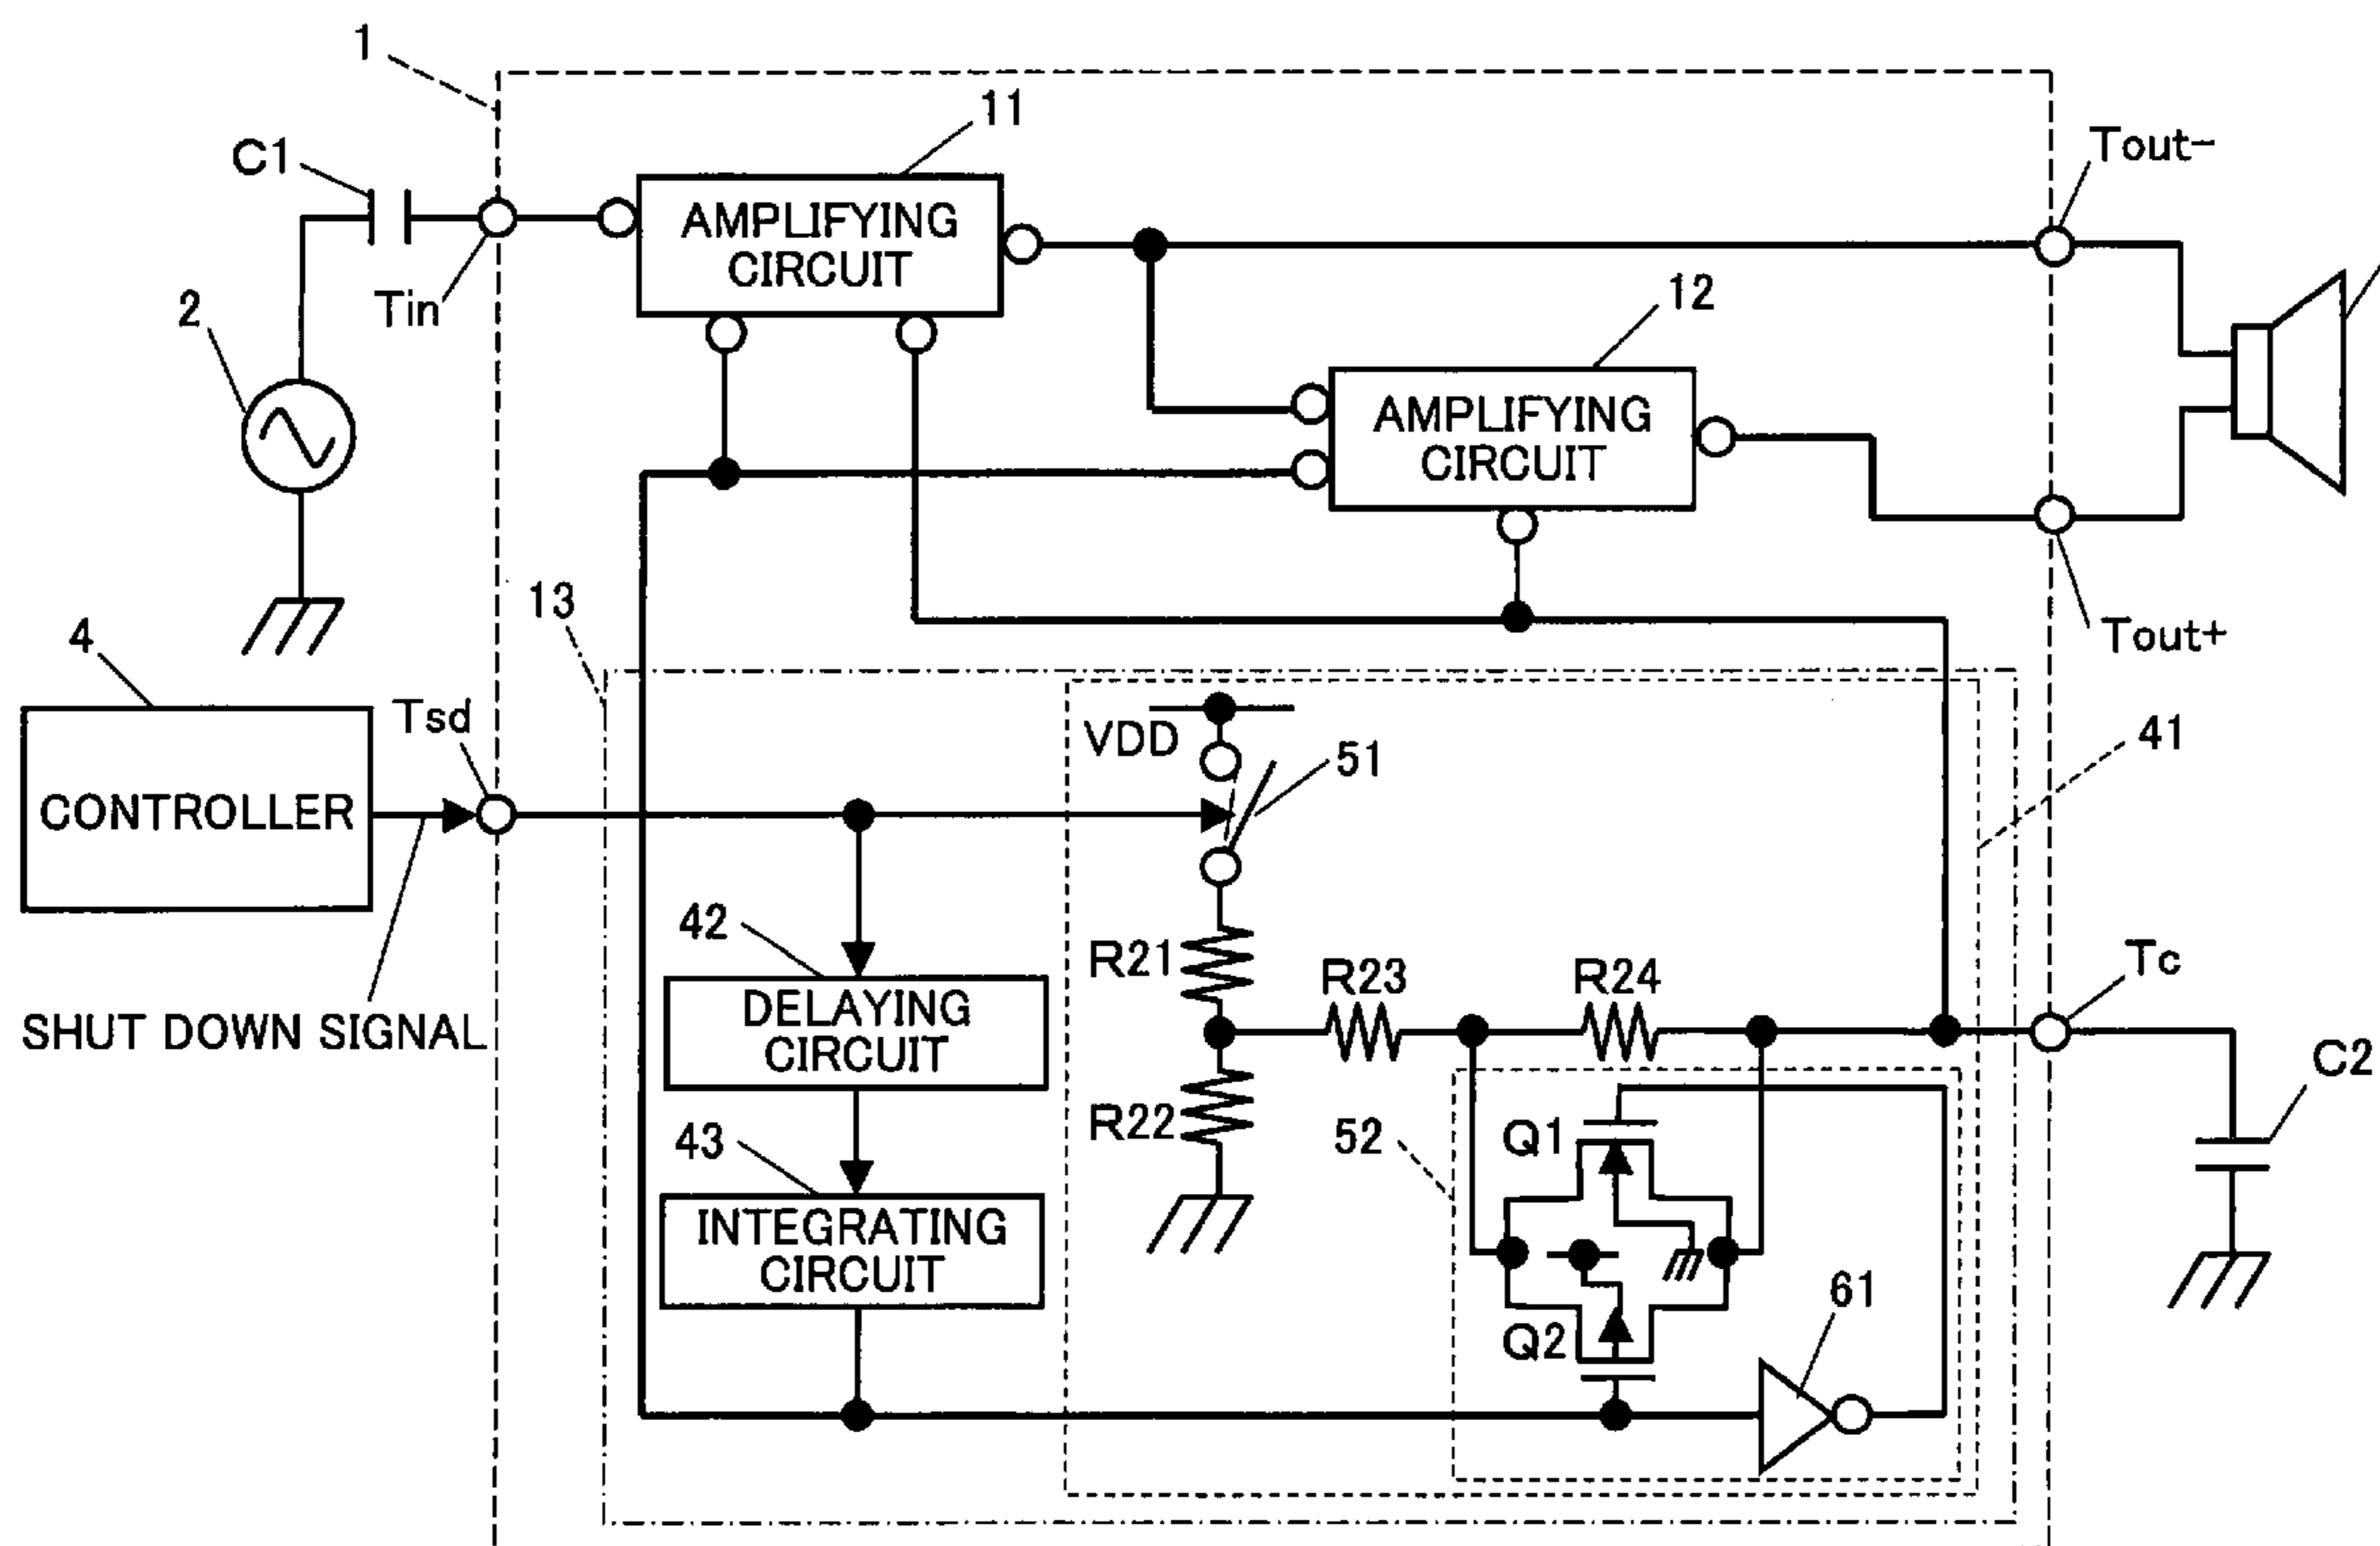 1
11
C1
Tout-
AMPLIFYING
CIRCUIT
2
Tin
12
AMPLIFYING
CIRCUIT
13
4
Tout+
Tsd
VDD
41
51
CONTROLLER
42
R21
R23
R24
Tc
SHUT DOWN SIGNAL
DELAYING
CIRCUIT
C2
43
R22
52
Q1
INTEGRATING
CIRCUIT
61
Q2